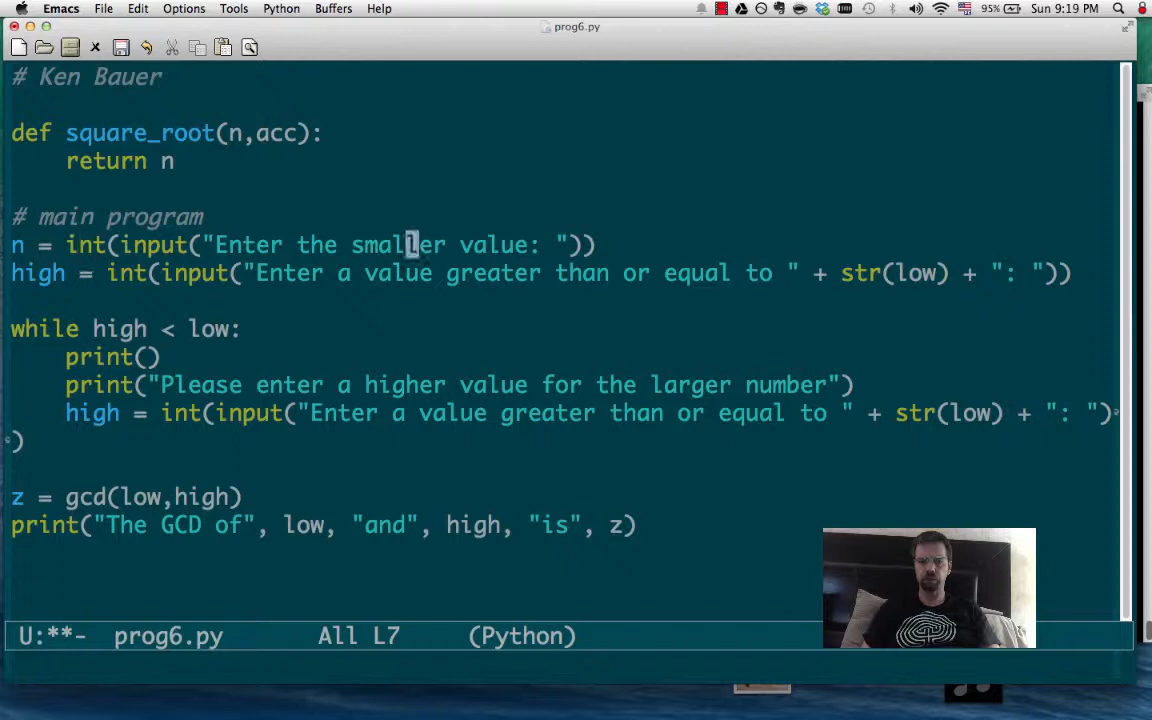 Emacs File Edit Options Tools Python Buffers Help 95% Sun 9:19 PM
prog6.py
# Ken Bauer
def square_root(n,acc):
return n
# main program
n = int(input("Enter the smaller value: "))
high = int(input("Enter a value greater than or equal to " + str(low) + ": "))
while high < low:
print()
print("Please enter a higher value for the larger number")
high = int(input("Enter a value greater than or equal to " + str(low) + ": ")
)
z = gcd(low,high)
print("The GCD of", low, "and", high, "is", z)
U:**- prog6.py All L7 (Python)